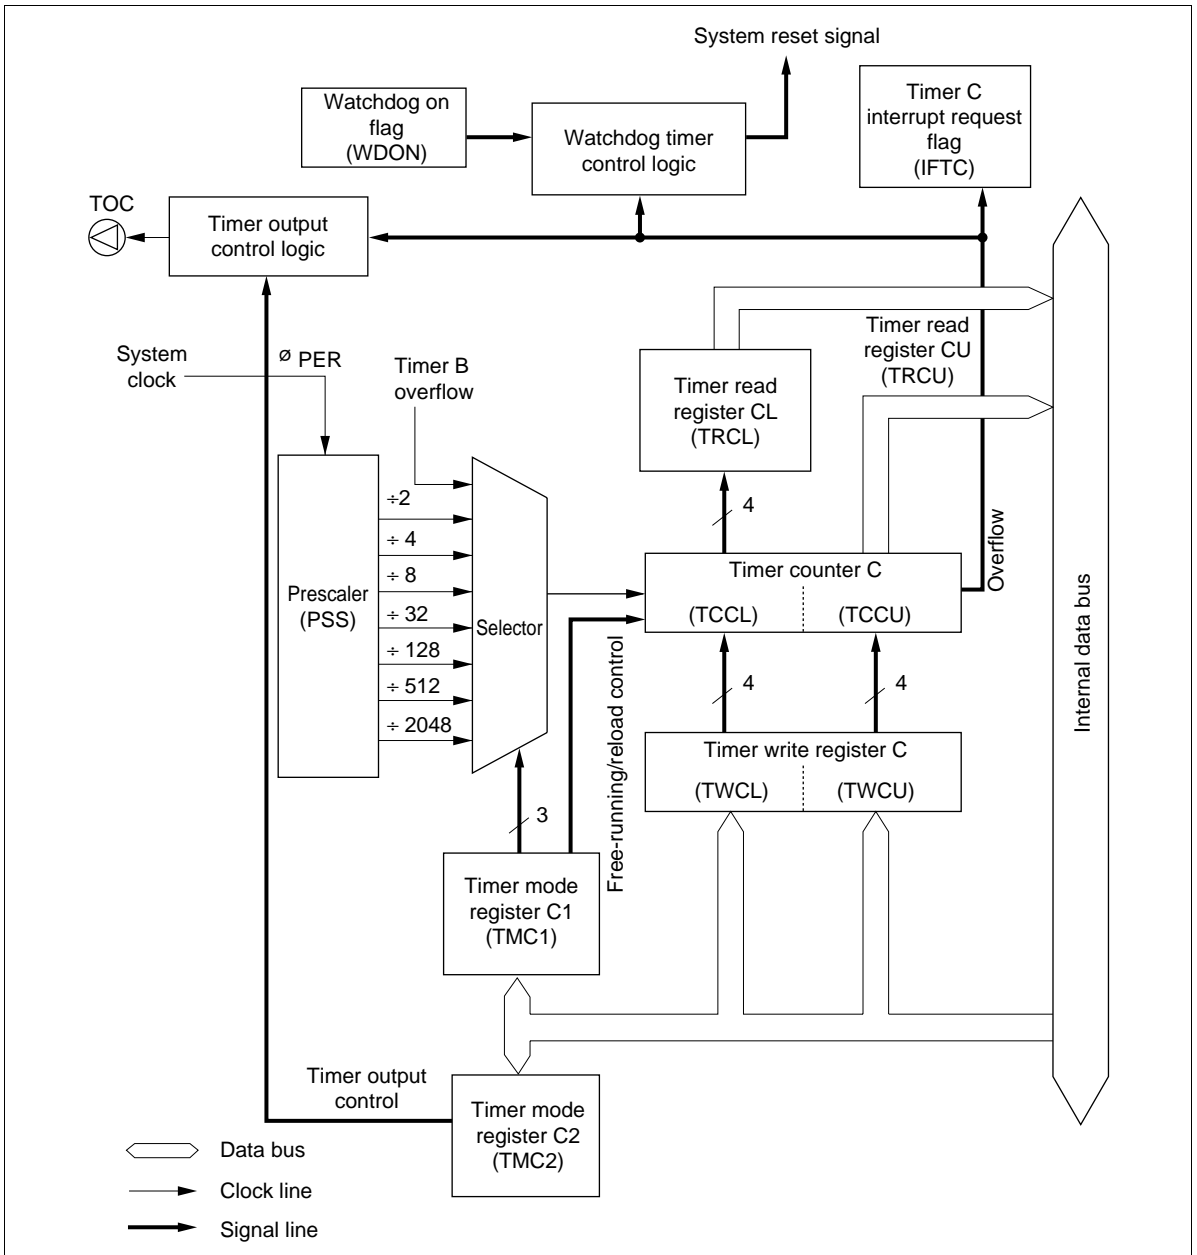 System reset signal
Watchdog on
flag
(WDON)
Watchdog timer
control logic
Timer C
interrupt request
flag
(IFTC)
TOC
Timer output
control logic
System
clock
ø PER
Timer B
overflow
Timer read
register CL
(TRCL)
Timer read
register CU
(TRCU)
÷2
÷ 4
÷ 8
÷ 32
÷ 128
÷ 512
÷ 2048
Prescaler
(PSS)
Selector
4
Timer counter C
(TCCL)
(TCCU)
Overflow
Internal data bus
Free-running/reload control
4
4
Timer write register C
(TWCL)
(TWCU)
3
Timer mode
register C1
(TMC1)
Timer output
control
Timer mode
register C2
(TMC2)
Data bus
Clock line
Signal line